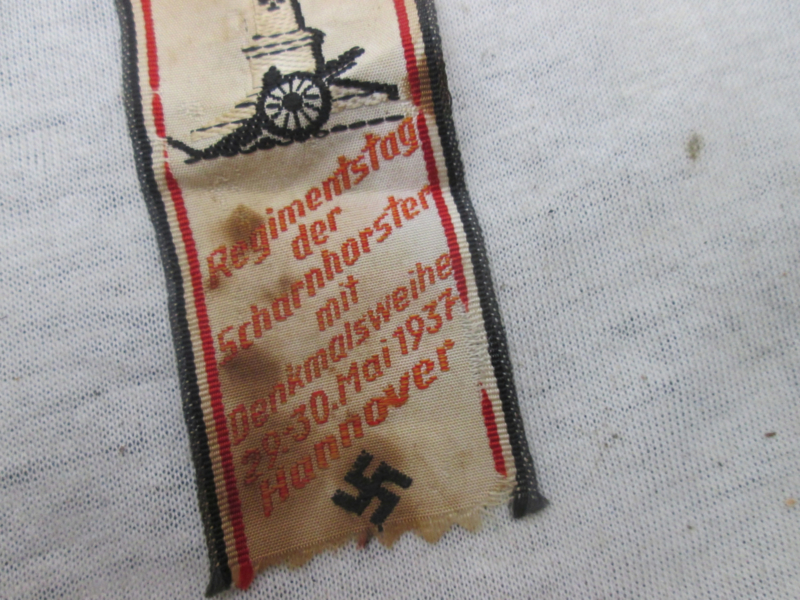 Regimentstag
der
Scharnhorster
mit
Denkmalsweihe
29.-30. Mai 1937
Hannover